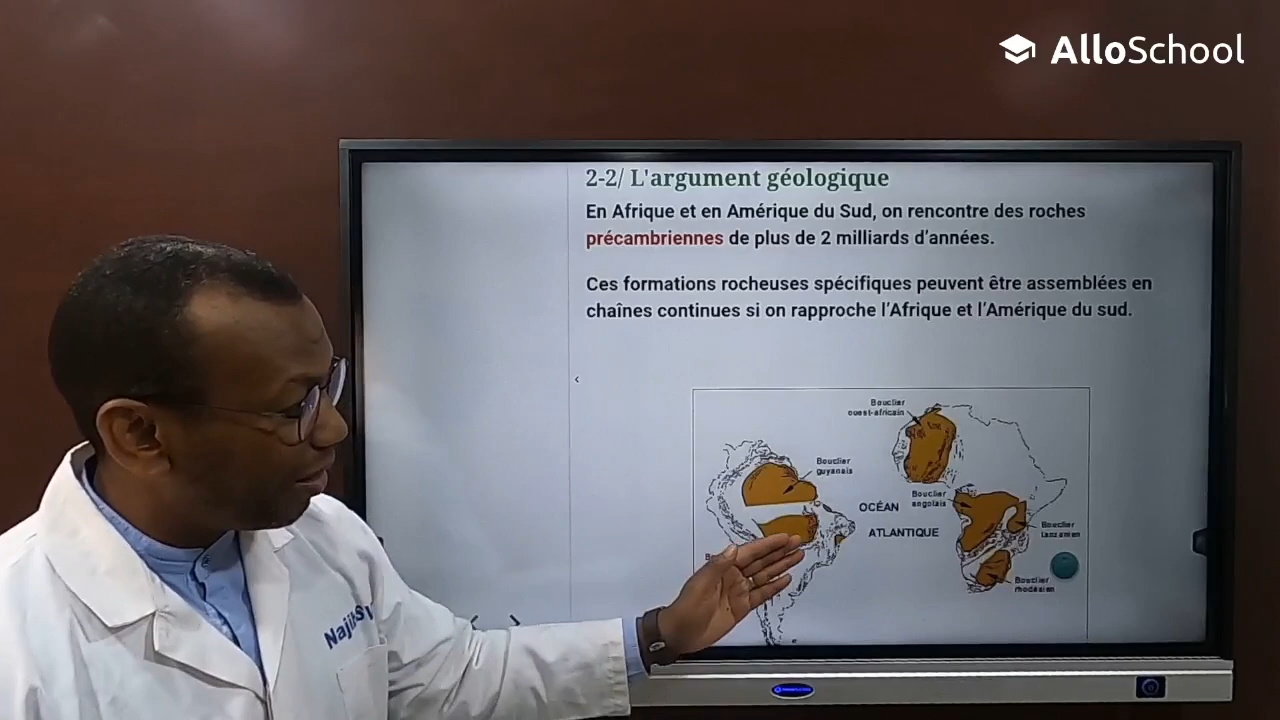 AlloSchool
2-2/ L'argument géologique
En Afrique et en Amérique du Sud, on rencontre des roches
précambriennes de plus de 2 milliards d'années.
Ces formations rocheuses spécifiques peuvent être assemblées en
chaînes continues si on rapproche l'Afrique et l'Amérique du sud.
Bouclier
ouest-africain
Bouclier
guyanais
Bouclier
angolais
OCÉAN
ATLANTIQUE
Bouclier
tanzanien
Bouclier
rhodésien